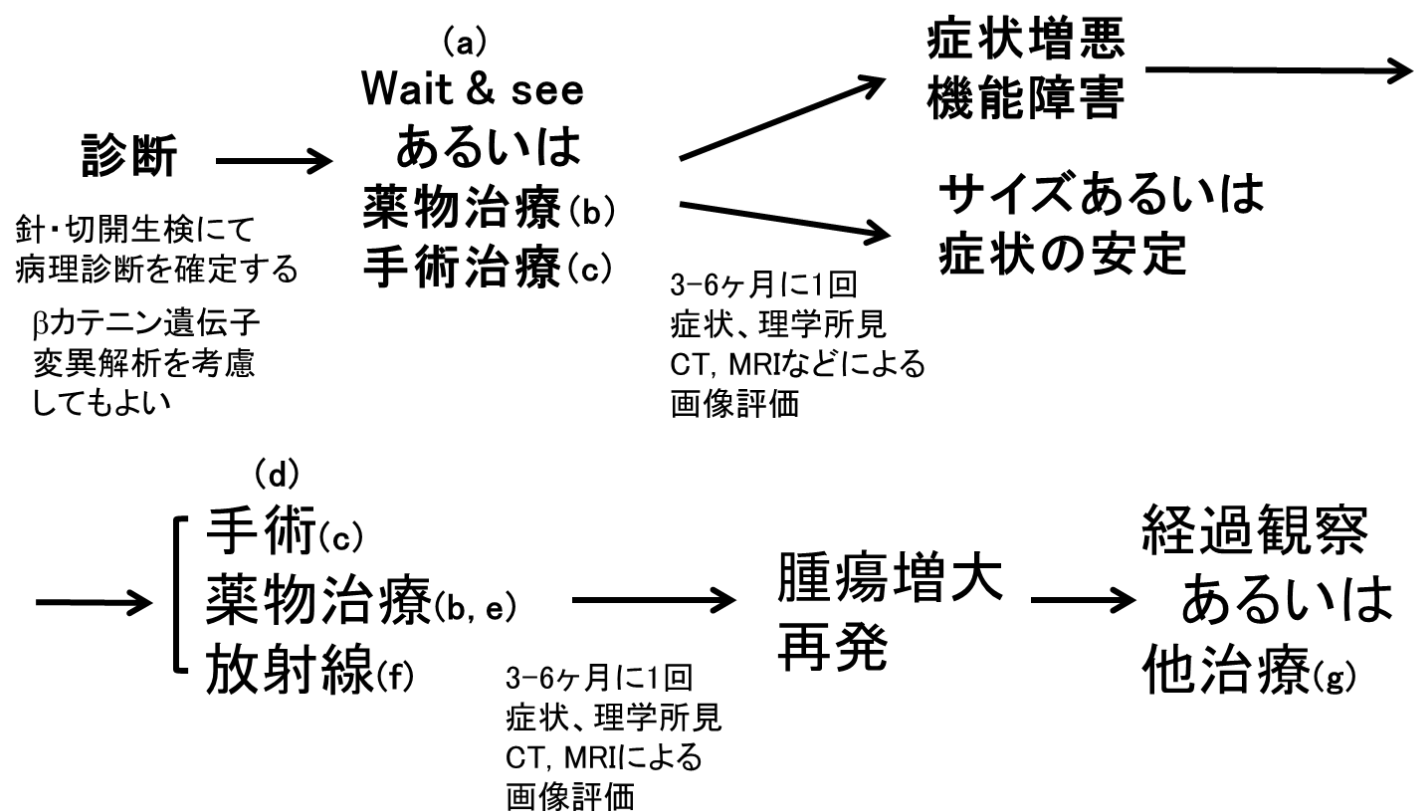 (a)
Wait & see
あるいは
薬物治療(b)
手術治療(c)
診断
針・切開生検にて
病理診断を確定する
βカテニン遺伝子
変異解析を考慮
してもよい
症状増悪
機能障害
サイズあるいは
症状の安定
3-6ヶ月に1回
症状、理学所見
CT, MRIなどによる
画像評価
(d)
手術(c)
薬物治療(b, e)
放射線(f)
3-6ヶ月に1回
症状、理学所見
CT, MRIによる
画像評価
腫瘍増大
再発
経過観察
あるいは
他治療(g)